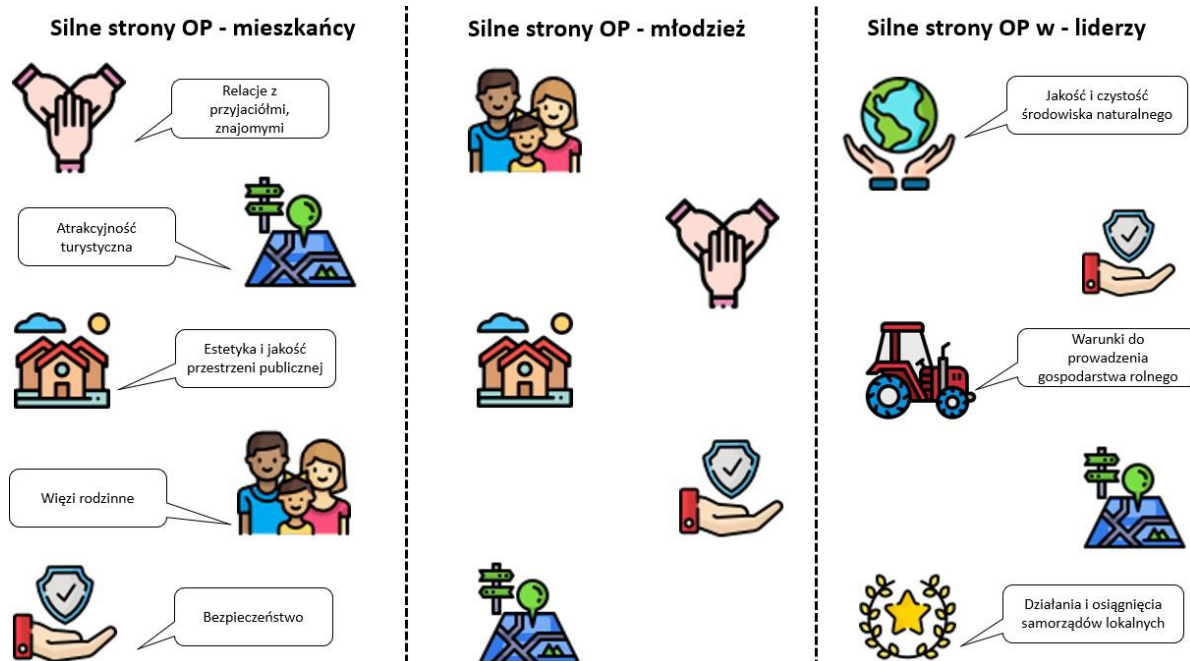 Silne strony OP - mieszkańcy
Relacje z
przyjaciółmi,
znajomymi
Atrakcyjność
turystyczna
Estetyka i jakość
przestrzeni publicznej
Więzi rodzinne
Bezpieczeństwo
Silne strony OP - młodzież
Silne strony OP w - liderzy
Jakość i czystość
środowiska naturalnego
Warunki do
prowadzenia
gospodarstwa rolnego
Działania i osiągnięcia
samorządów lokalnych